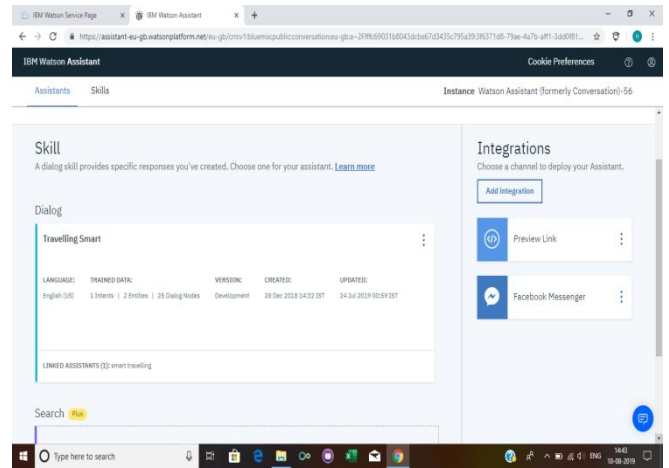 IBM Watson Service Page
IBM Watson Assistant
IBM Watson Assistant
Cookie Preferences
Assistants
Skills
Instance Watson Assistant (formerly Conversation)-56
Skill
A dialog skill provides specific responses you've created. Choose one for your assistant. Learn more
Dialog
Travelling Smart
LANGUAGE: TRAINED DATA: VERSION: CREATED: UPDATED:
English (US) 1 Intents | 2 Entities | 25 Dialog Nodes Development 28 Dec 2018 14:32 IST 24 Jul 2019 00:59 IST
LINKED ASSISTANTS (1): smart travelling
Search Plus
Integrations
Choose a channel to deploy your Assistant.
Add integration
Preview Link
Facebook Messenger
Type here to search
ENG
14:43
10-08-2019